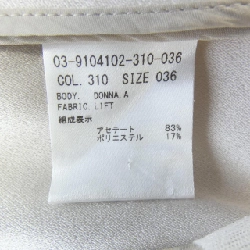 03-9104102-310-036
COL. 310 SIZE 036
BODY. DONNA.A
FABRIC LIFT
組成表示
アセテート 83%
ポリエステル 17%